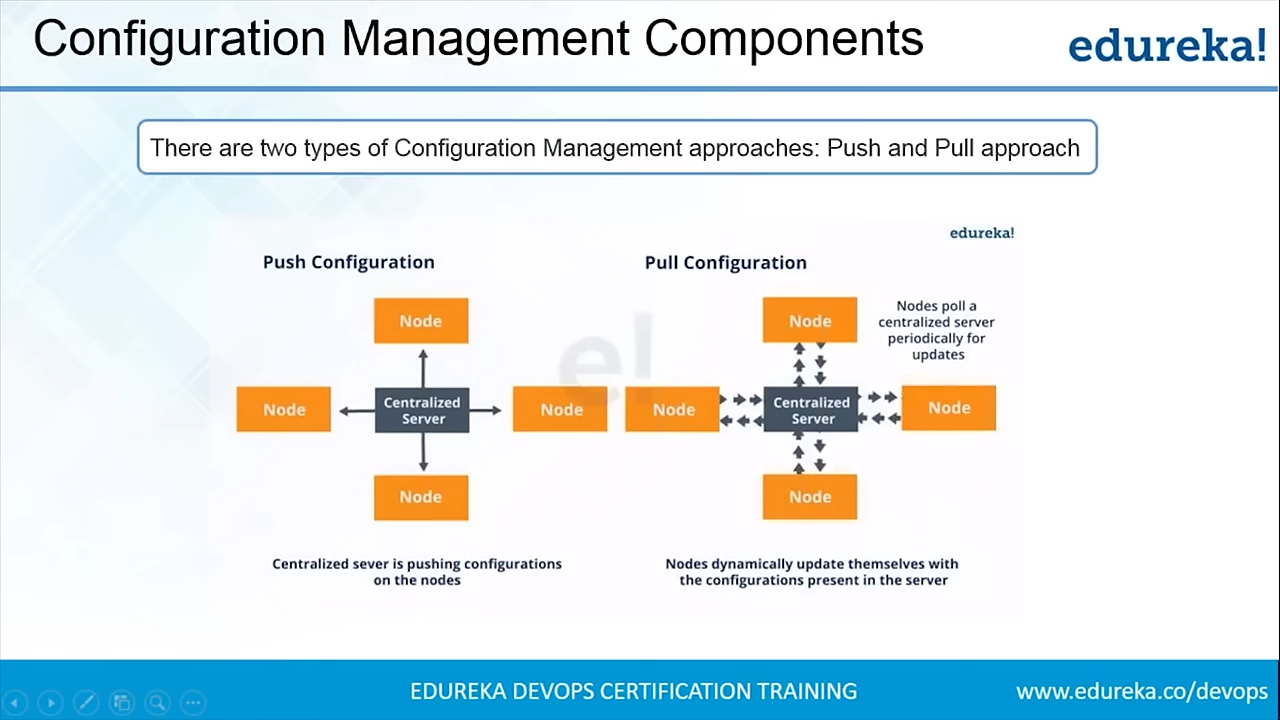 Configuration Management Components
edureka!
There are two types of Configuration Management approaches: Push and Pull approach
edureka!
Push Configuration
Node
Node
Centralized
Server
Node
Node
Centralized sever is pushing configurations
on the nodes
Pull Configuration
Node
Nodes poll a
centralized server
periodically for
updates
Node
Centralized
Server
Node
Node
Nodes dynamically update themselves with
the configurations present in the server
e!
EDUREKA DEVOPS CERTIFICATION TRAINING
www.edureka.co/devops